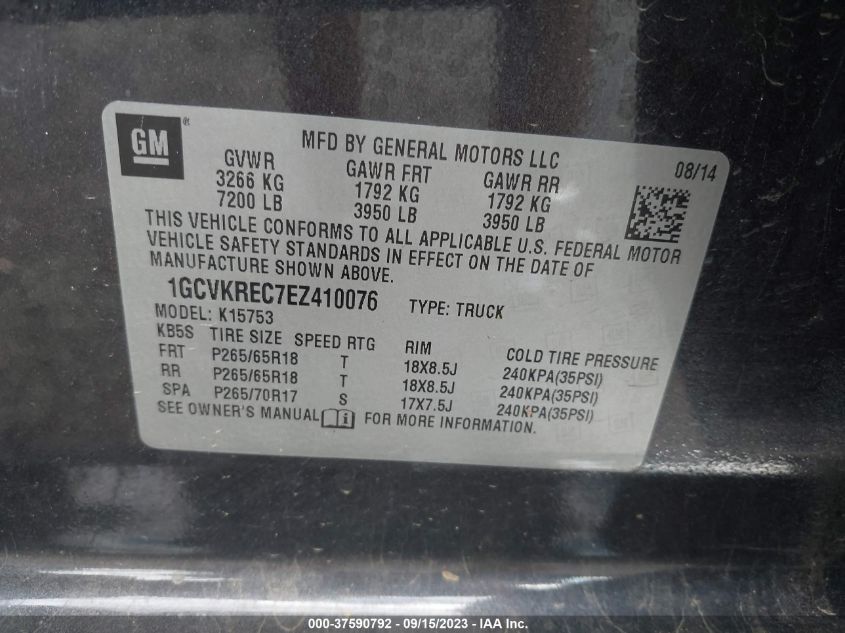 GM®
MFD BY GENERAL MOTORS LLC
08/14
GVWR GAWR FRT GAWR RR
3266 KG 1792 KG 1792 KG
7200 LB 3950 LB 3950 LB
THIS VEHICLE CONFORMS TO ALL APPLICABLE U.S. FEDERAL MOTOR
VEHICLE SAFETY STANDARDS IN EFFECT ON THE DATE OF
MANUFACTURE SHOWN ABOVE.
1GCVKREC7EZ410076 TYPE: TRUCK
MODEL: K15753
KB5S TIRE SIZE SPEED RTG RIM COLD TIRE PRESSURE
FRT P265/65R18 T 18X8.5J 240KPA(35PSI)
RR P265/65R18 T 18X8.5J 240KPA(35PSI)
SPA P265/70R17 S 17X7.5J 240KPA(35PSI)
SEE OWNER'S MANUAL FOR MORE INFORMATION.
000-37590792 - 09/15/2023 - IAA Inc.